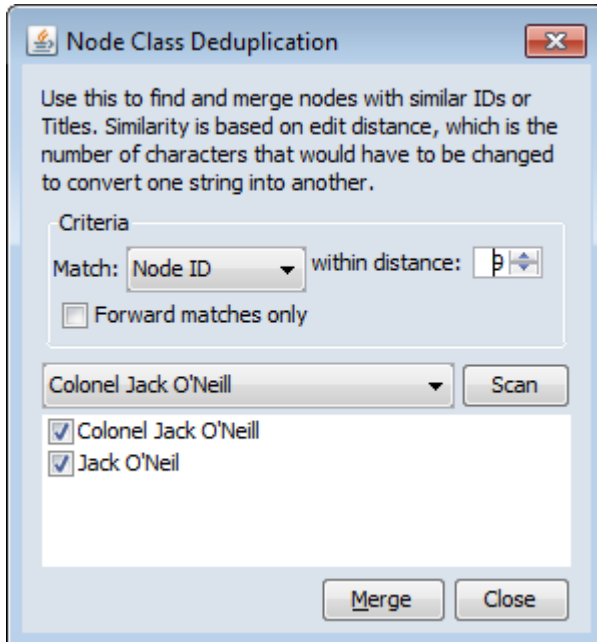 Node Class Deduplication
Use this to find and merge nodes with similar IDs or
Titles. Similarity is based on edit distance, which is the
number of characters that would have to be changed
to convert one string into another.
Criteria
Match: Node ID within distance: 9
Forward matches only
Colonel Jack O'Neill Scan
Colonel Jack O'Neill
Jack O'Neil
Merge Close